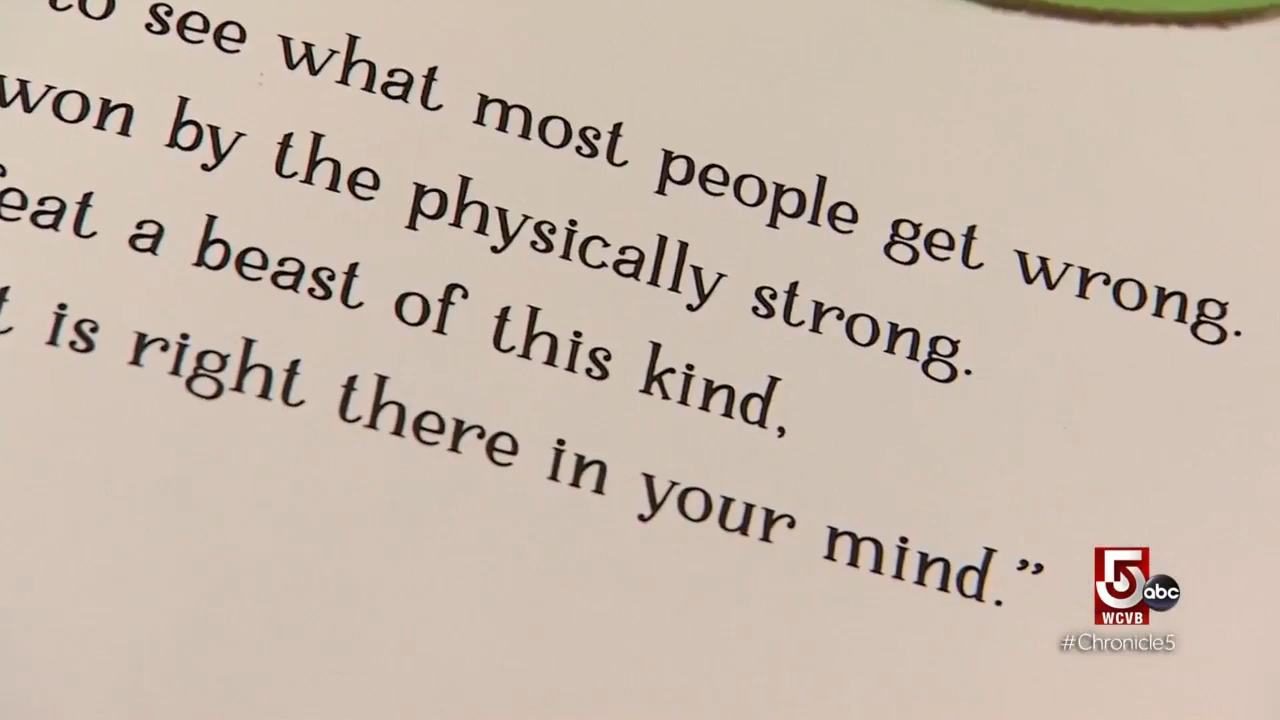 to see what most people get wrong.
won by the physically strong.
eat a beast of this kind,
is right there in your mind.”
5
abc
WCVB
#Chronicle5